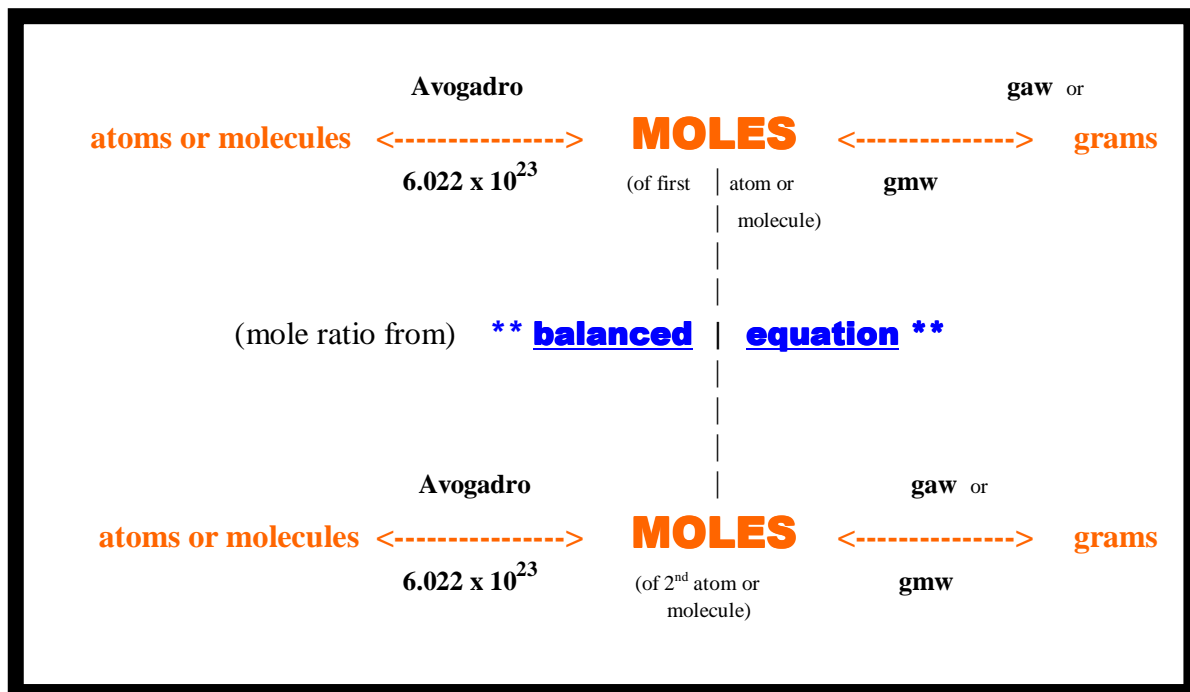 Avogadro gaw or
atoms or molecules <---------------> MOLES <--------------> grams
6.022 x 10^23 (of first | atom or gmw
| molecule)
(mole ratio from) ** balanced | equation **
Avogadro gaw or
atoms or molecules <----------------> MOLES <--------------> grams
6.022 x 10^23 (of 2nd atom or gmw
molecule)